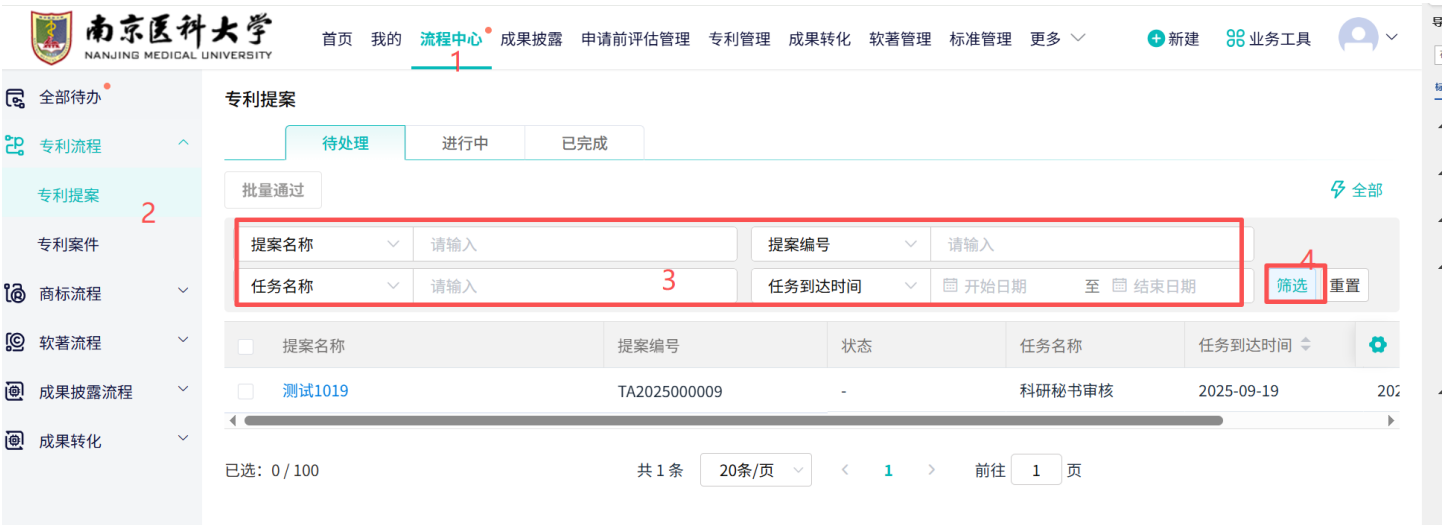 南京医科大学
NANJING MEDICAL UNIVERSITY
首页 我的 流程中心 成果披露 申请前评估管理 专利管理 成果转化 软著管理 标准管理 更多 新建 业务工具
1
全部待办
专利流程
专利提案
2
专利案件
商标流程
软著流程
成果披露流程
成果转化
专利提案
待处理 进行中 已完成
批量通过 全部
提案名称 请输入 提案编号 请输入
任务名称 请输入 3 任务到达时间 开始日期 至 结束日期 4 筛选 重置
提案名称 提案编号 状态 任务名称 任务到达时间
测试1019 TA2025000009 - 科研秘书审核 2025-09-19 202
已选：0 / 100 共 1 条 20条/页 1 前往 1 页